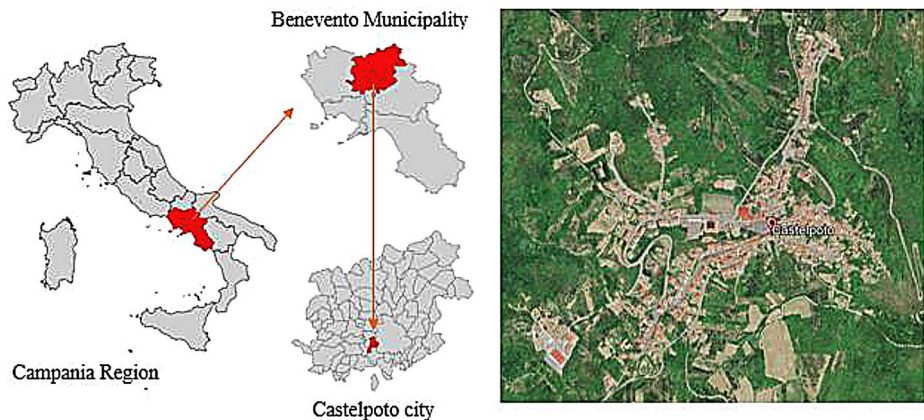 Benevento Municipality
Castelpoto
Campania Region
Castelpoto city